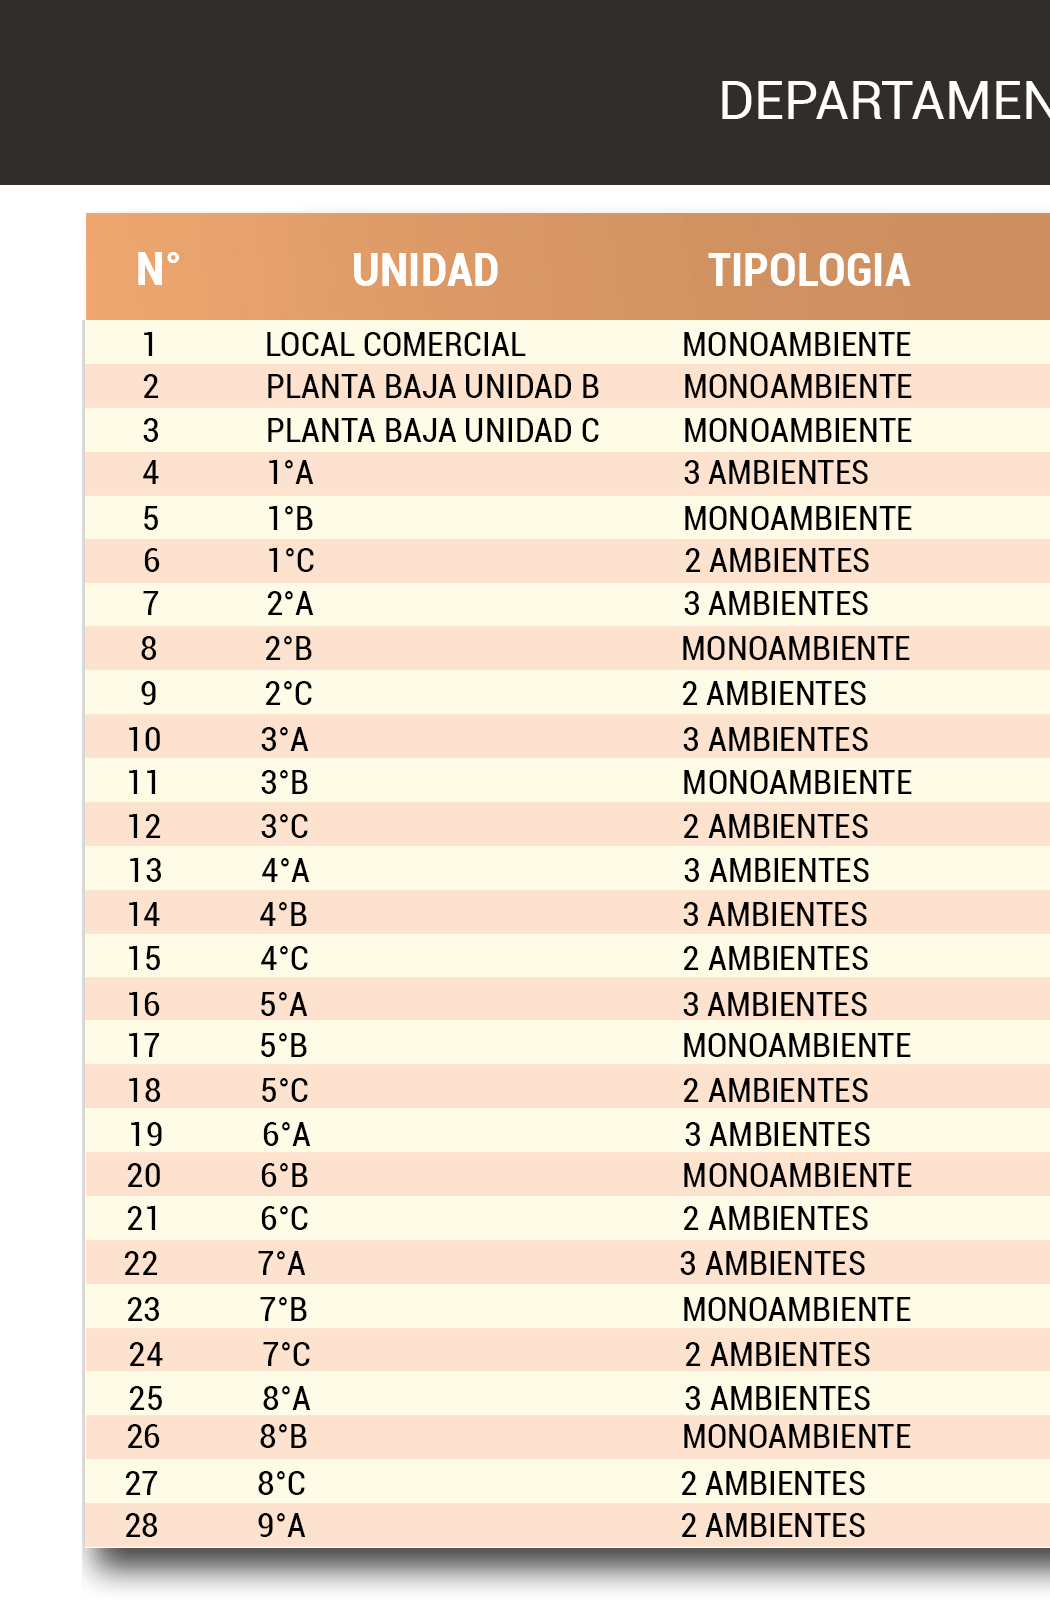 DEPARTAMEN
N° UNIDAD TIPOLOGIA
1 LOCAL COMERCIAL MONOAMBIENTE
2 PLANTA BAJA UNIDAD B MONOAMBIENTE
3 PLANTA BAJA UNIDAD C MONOAMBIENTE
4 1°A 3 AMBIENTES
5 1°B MONOAMBIENTE
6 1°C 2 AMBIENTES
7 2°A 3 AMBIENTES
8 2°B MONOAMBIENTE
9 2°C 2 AMBIENTES
10 3°A 3 AMBIENTES
11 3°B MONOAMBIENTE
12 3°C 2 AMBIENTES
13 4°A 3 AMBIENTES
14 4°B 3 AMBIENTES
15 4°C 2 AMBIENTES
16 5°A 3 AMBIENTES
17 5°B MONOAMBIENTE
18 5°C 2 AMBIENTES
19 6°A 3 AMBIENTES
20 6°B MONOAMBIENTE
21 6°C 2 AMBIENTES
22 7°A 3 AMBIENTES
23 7°B MONOAMBIENTE
24 7°C 2 AMBIENTES
25 8°A 3 AMBIENTES
26 8°B MONOAMBIENTE
27 8°C 2 AMBIENTES
28 9°A 2 AMBIENTES